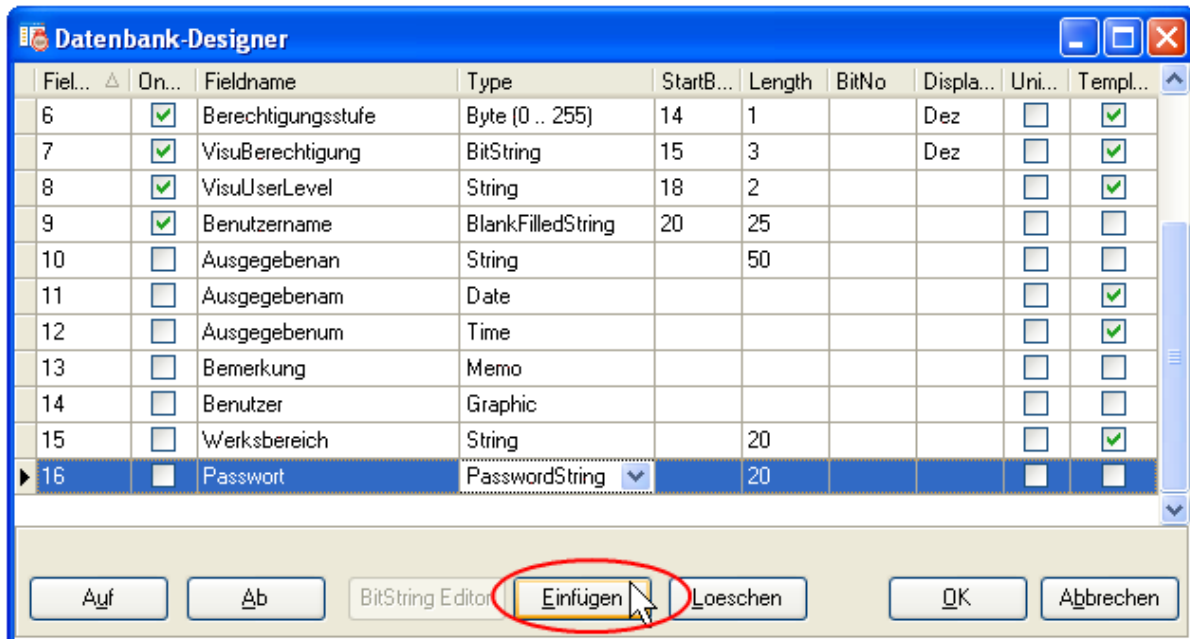 Datenbank-Designer
Fiel... On... Fieldname Type StartB... Length BitNo Displa... Uni... Templ...
6 Berechtigungsstufe Byte (0 .. 255) 14 1 Dez
7 VisuBerechtigung BitString 15 3 Dez
8 VisuUserLevel String 18 2
9 Benutzername BlankFilledString 20 25
10 Ausgegebenan String 50
11 Ausgegebenam Date
12 Ausgegebenum Time
13 Bemerkung Memo
14 Benutzer Graphic
15 Werksbereich String 20
16 Passwort PasswordString 20
Auf Ab BitString Editor Einfügen Loeschen OK Abbrechen